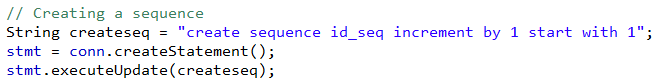 // Creating a sequence
String createseq = "create sequence id_seq increment by 1 start with 1";
stmt = conn.createStatement();
stmt.executeUpdate(createseq);